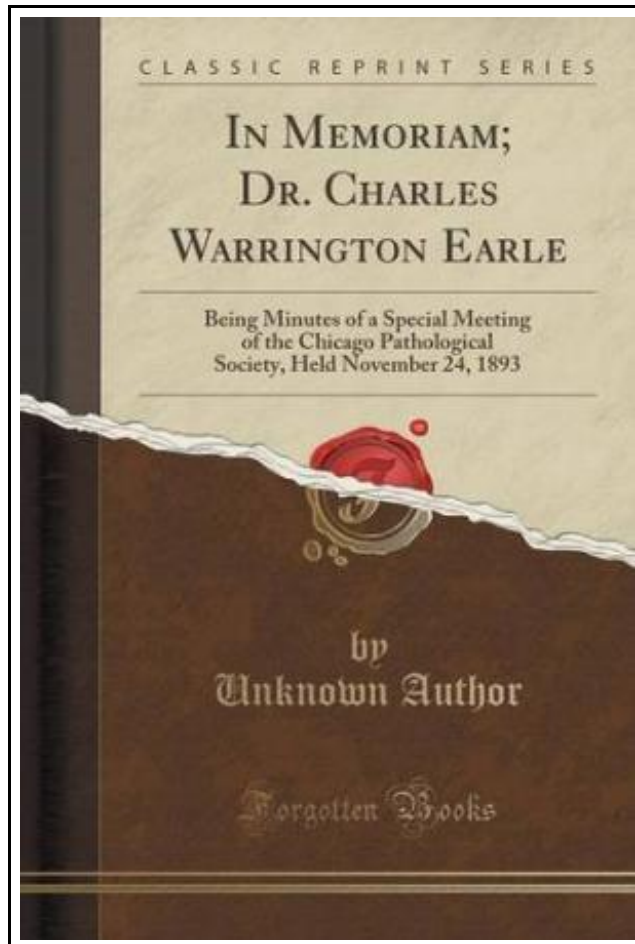 CLASSIC REPRINT SERIES
IN MEMORIAM;
DR. CHARLES
WARRINGTON EARLE
Being Minutes of a Special Meeting
of the Chicago Pathological
Society, Held November 24, 1893
by
Unknown Author
Forgotten Books